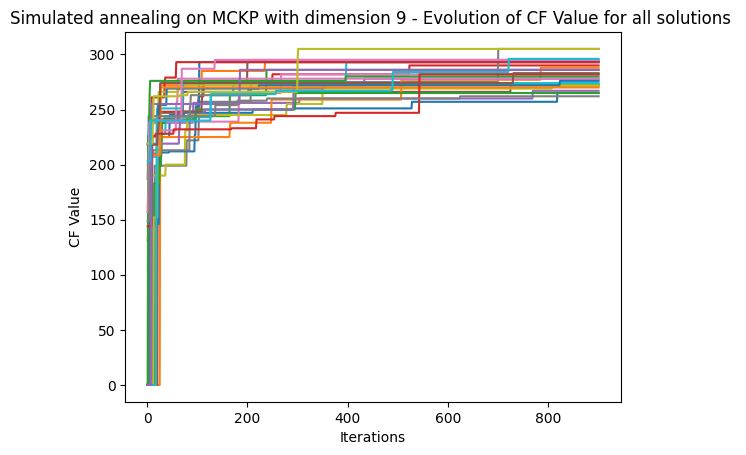 Simulated annealing on MCKP with dimension 9 - Evolution of CF Value for all solutions
300
250
200
150
100
50
0
CF Value
0 200 400 600 800
Iterations